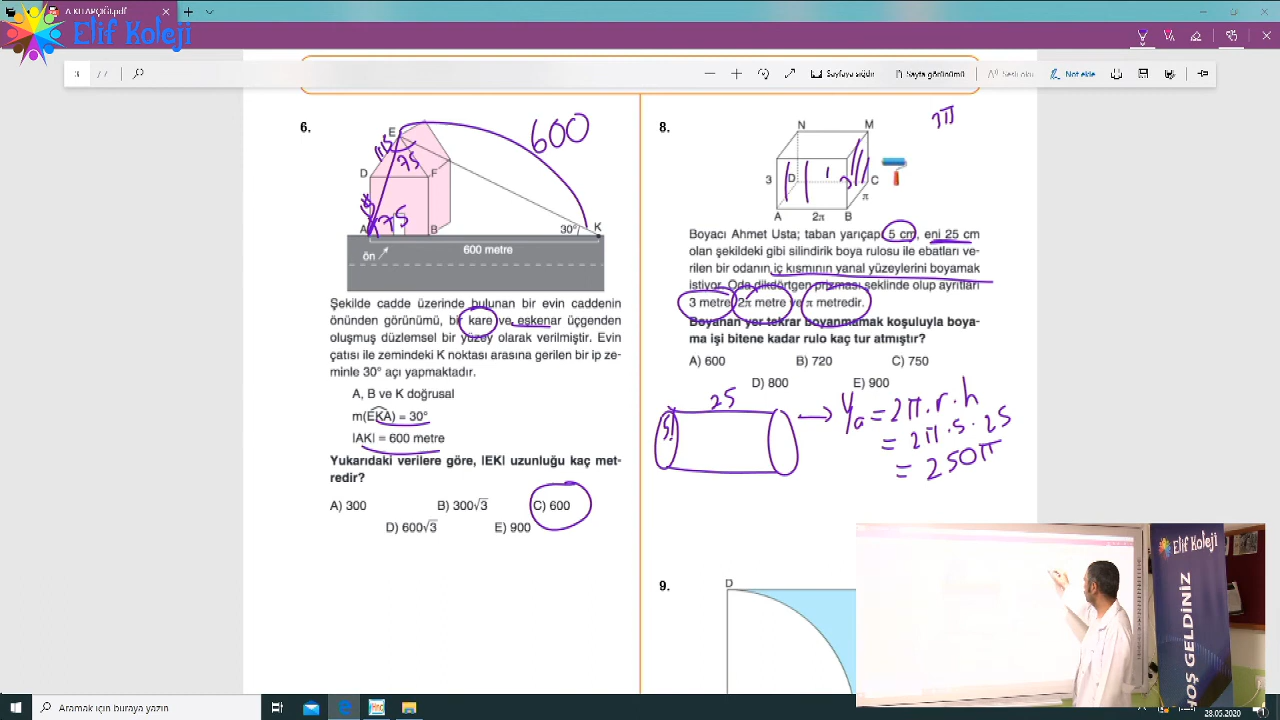 A KİTAPÇIĞI.pdf
Elif Koleji
3
Sayfaya sığdır
Sayfa görünümü
Sesli oku
Not ekle
6.
E
D
F
A
B
K
30°
600 metre
ön
75
75
600
Şekilde cadde üzerinde bulunan bir evin caddenin
önünden görünümü, bir kare ve eşkenar üçgenden
oluşmuş düzlemsel bir yüzey olarak verilmiştir. Evin
çatısı ile zemindeki K noktası arasına gerilen bir ip ze-
minle 30° açı yapmaktadır.
A, B ve K doğrusal
m(EKA) = 30°
|AK| = 600 metre
Yukarıdaki verilere göre, |EK| uzunluğu kaç met-
redir?
A) 300 B) 300√3 C) 600
D) 600√3 E) 900
8.
N M
3 D C
π
A 2π B
3π
Boyacı Ahmet Usta; taban yarıçapı 5 cm, eni 25 cm
olan şekildeki gibi silindirik boya rulosu ile ebatları ve-
rilen bir odanın iç kısmının yanal yüzeylerini boyamak
istiyor. Oda dikdörtgen prizması şeklinde olup ayrıtları
3 metre, 2π metre ve π metredir.
Boyanan yer tekrar boyanmamak koşuluyla boya-
ma işi bitene kadar rulo kaç tur atmıştır?
A) 600 B) 720 C) 750
D) 800 E) 900
25
5
Ya = 2π.r.h
= 2π.5.25
= 250π
9.
D
Elif Koleji
HOŞ GELDİNİZ
Aramak için buraya yazın
28.05.2020